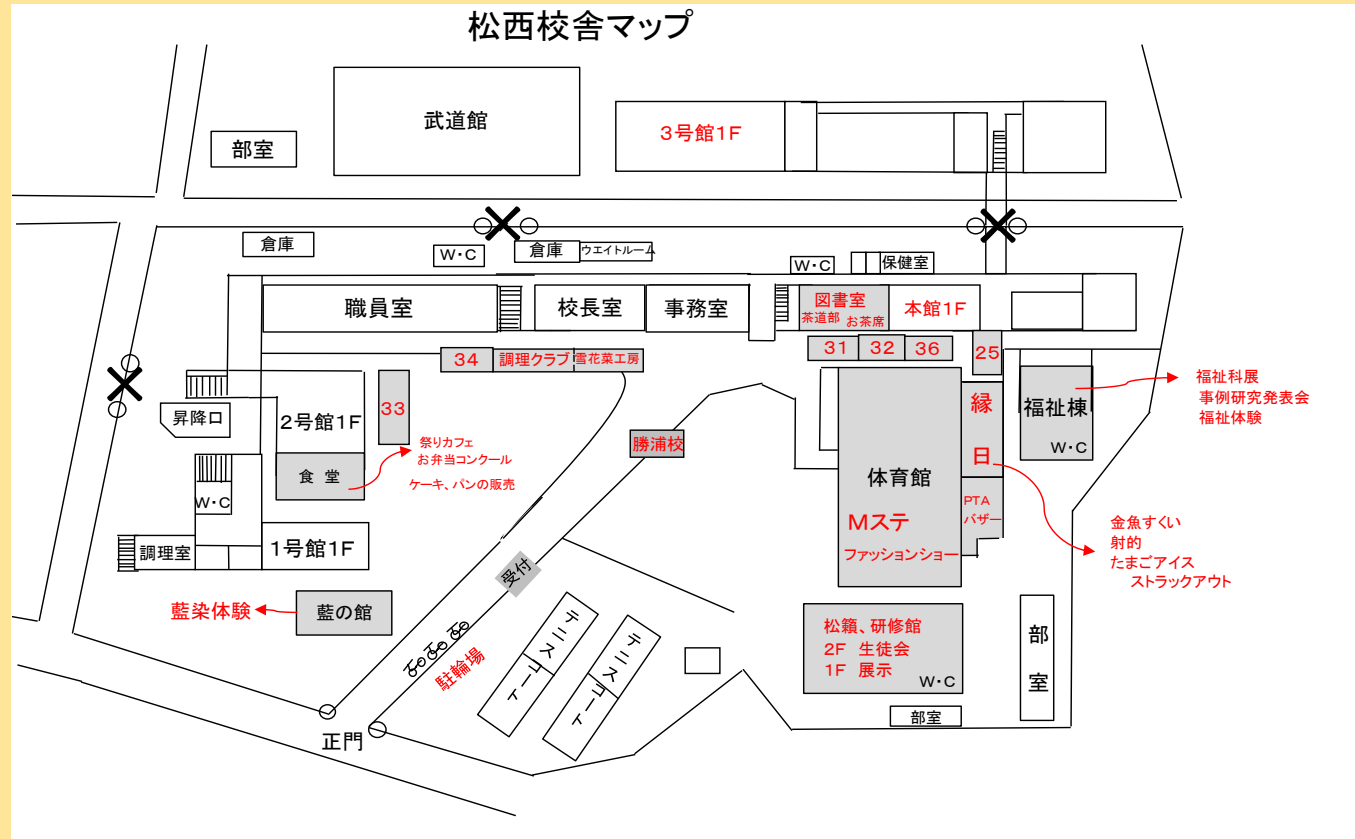 松西校舎マップ
武道館
3号館1F
部室
倉庫
W・C
倉庫
ウエイトルーム
W・C
保健室
職員室
校長室
事務室
図書室
茶道部 お茶席
本館1F
34
調理クラブ
雪花菜工房
31
32
36
25
昇降口
2号館1F
33
食堂
祭りカフェ
お弁当コンクール
ケーキ、パンの販売
勝浦校
体育館
Mステ
ファッションショー
縁
日
PTA
バザー
福祉棟
W・C
福祉科展
事例研究発表会
福祉体験
金魚すくい
射的
たまごアイス
ストラックアウト
W・C
調理室
1号館1F
藍染体験
藍の館
受付
駐輪場
正門
テニスコート
テニスコート
松籟、研修館
2F 生徒会
1F 展示
W・C
部室
部室